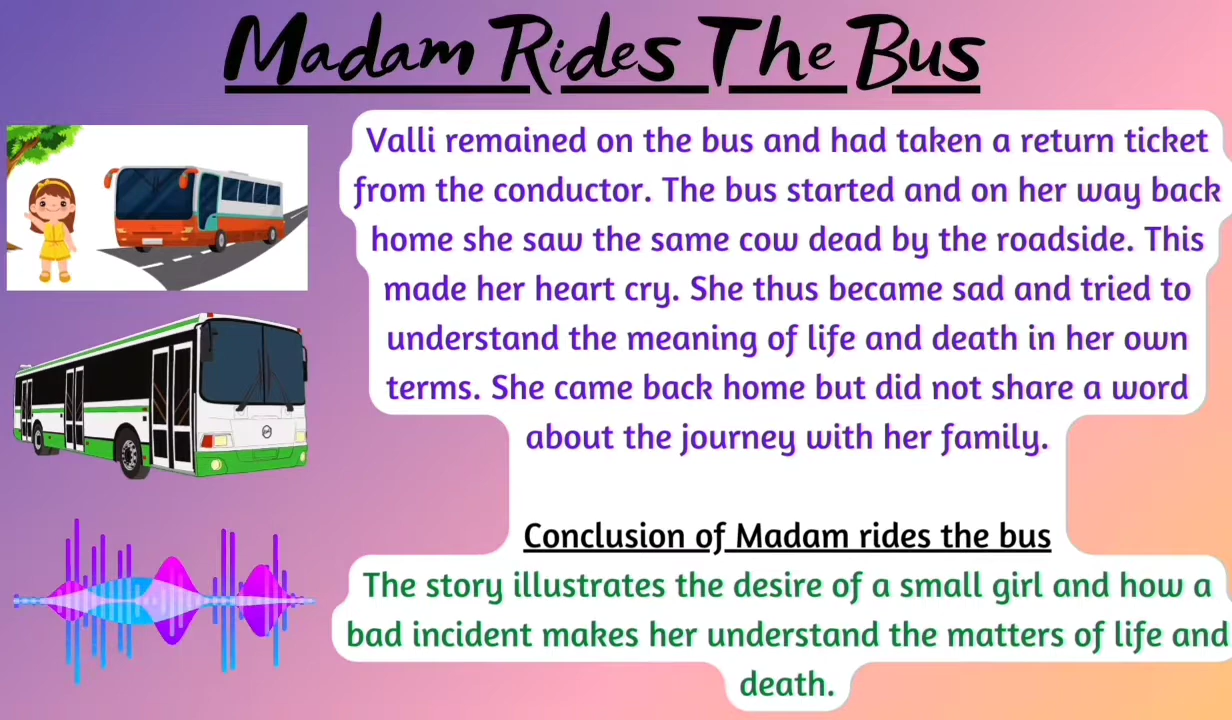 Madam Rides The Bus
Valli remained on the bus and had taken a return ticket
from the conductor. The bus started and on her way back
home she saw the same cow dead by the roadside. This
made her heart cry. She thus became sad and tried to
understand the meaning of life and death in her own
terms. She came back home but did not share a word
about the journey with her family.
Conclusion of Madam rides the bus
The story illustrates the desire of a small girl and how a
bad incident makes her understand the matters of life and
death.